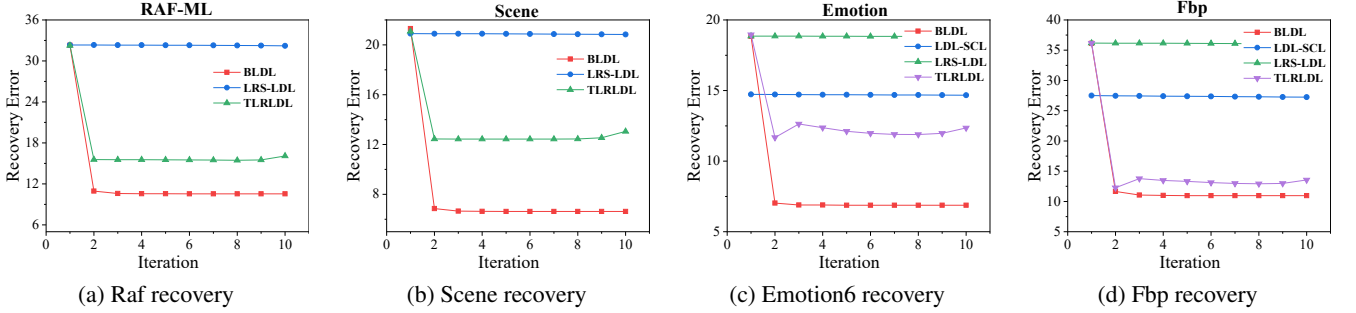 RAF-ML
36
30
24
18
12
6
0 2 4 6 8 10
Recovery Error
Iteration
BLDL
LRS-LDL
TLRLDL
(a) Raf recovery
Scene
20
16
12
8
0 2 4 6 8 10
Recovery Error
Iteration
BLDL
LRS-LDL
TLRLDL
(b) Scene recovery
Emotion
20
15
10
5
0 2 4 6 8 10
Recovery Error
Iteration
BLDL
LDL-SCL
LRS-LDL
TLRLDL
(c) Emotion6 recovery
Fbp
40
35
30
25
20
15
10
5
0 2 4 6 8 10
Recovery Error
Iteration
BLDL
LDL-SCL
LRS-LDL
TLRLDL
(d) Fbp recovery